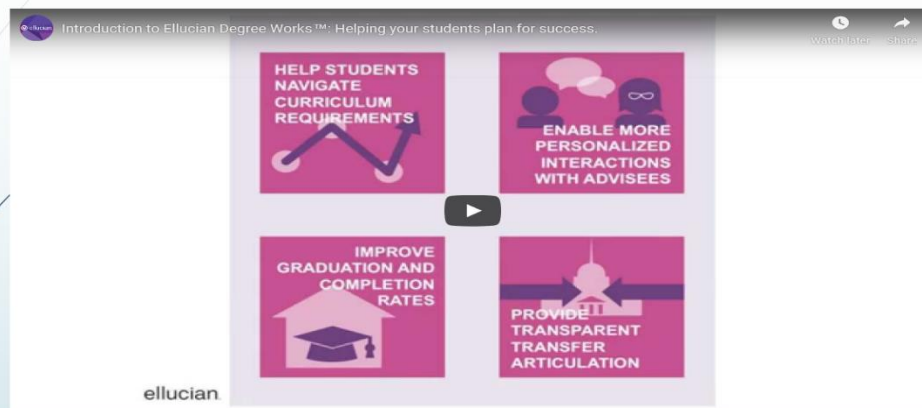 ellucian
Introduction to Ellucian Degree Works™: Helping your students plan for success.
Watch later
Share
HELP STUDENTS
NAVIGATE
CURRICULUM
REQUIREMENTS
ENABLE MORE
PERSONALIZED
INTERACTIONS
WITH ADVISEES
IMPROVE
GRADUATION AND
COMPLETION
RATES
PROVIDE
TRANSPARENT
TRANSFER
ARTICULATION
ellucian